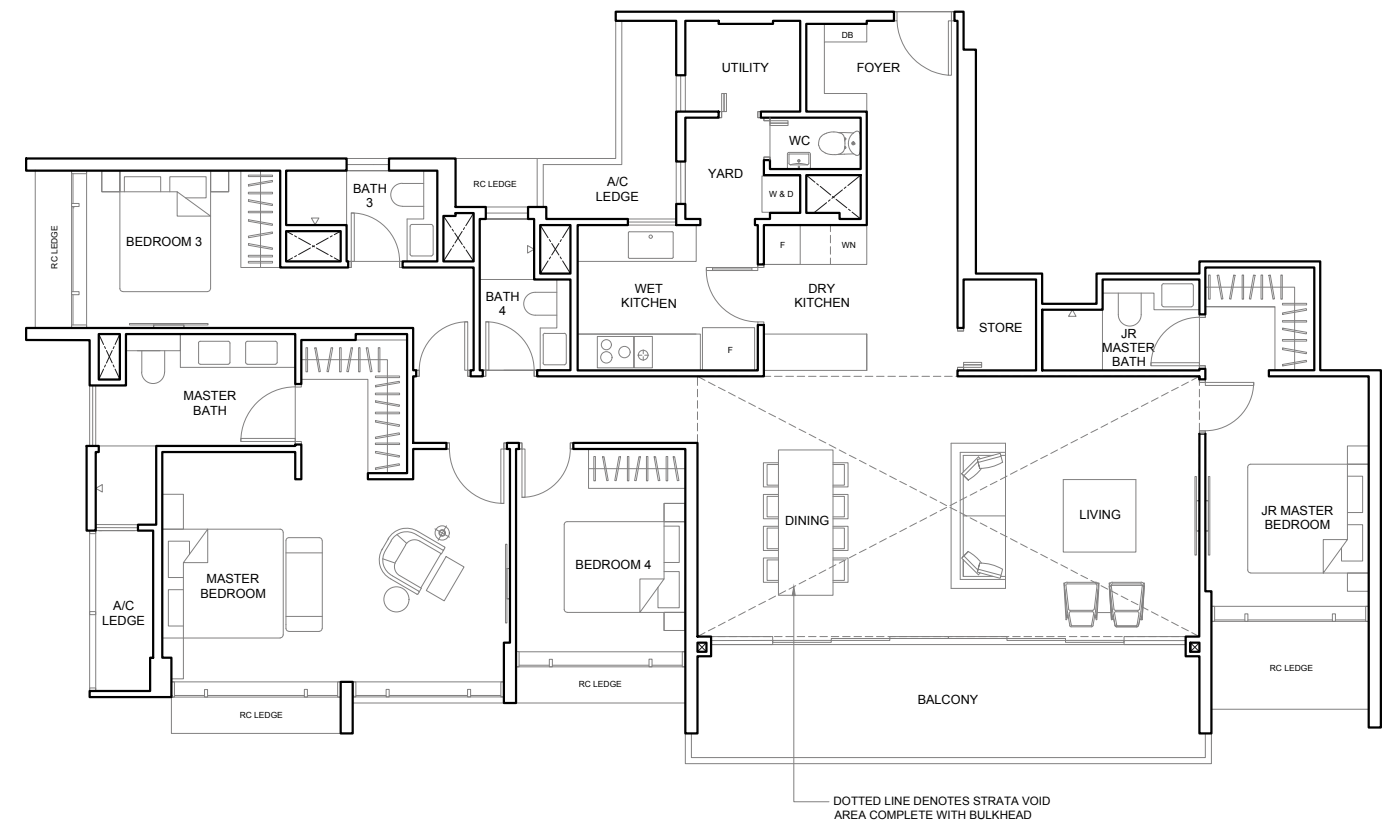 DB
UTILITY
FOYER
WC
BATH
3
RC LEDGE
A/C
LEDGE
YARD
W & D
BEDROOM 3
RC LEDGE
F
WN
BATH
4
WET
KITCHEN
DRY
KITCHEN
STORE
JR
MASTER
BATH
F
MASTER
BATH
DINING
LIVING
JR MASTER
BEDROOM
BEDROOM 4
MASTER
BEDROOM
A/C
LEDGE
RC LEDGE
RC LEDGE
RC LEDGE
BALCONY
DOTTED LINE DENOTES STRATA VOID
AREA COMPLETE WITH BULKHEAD